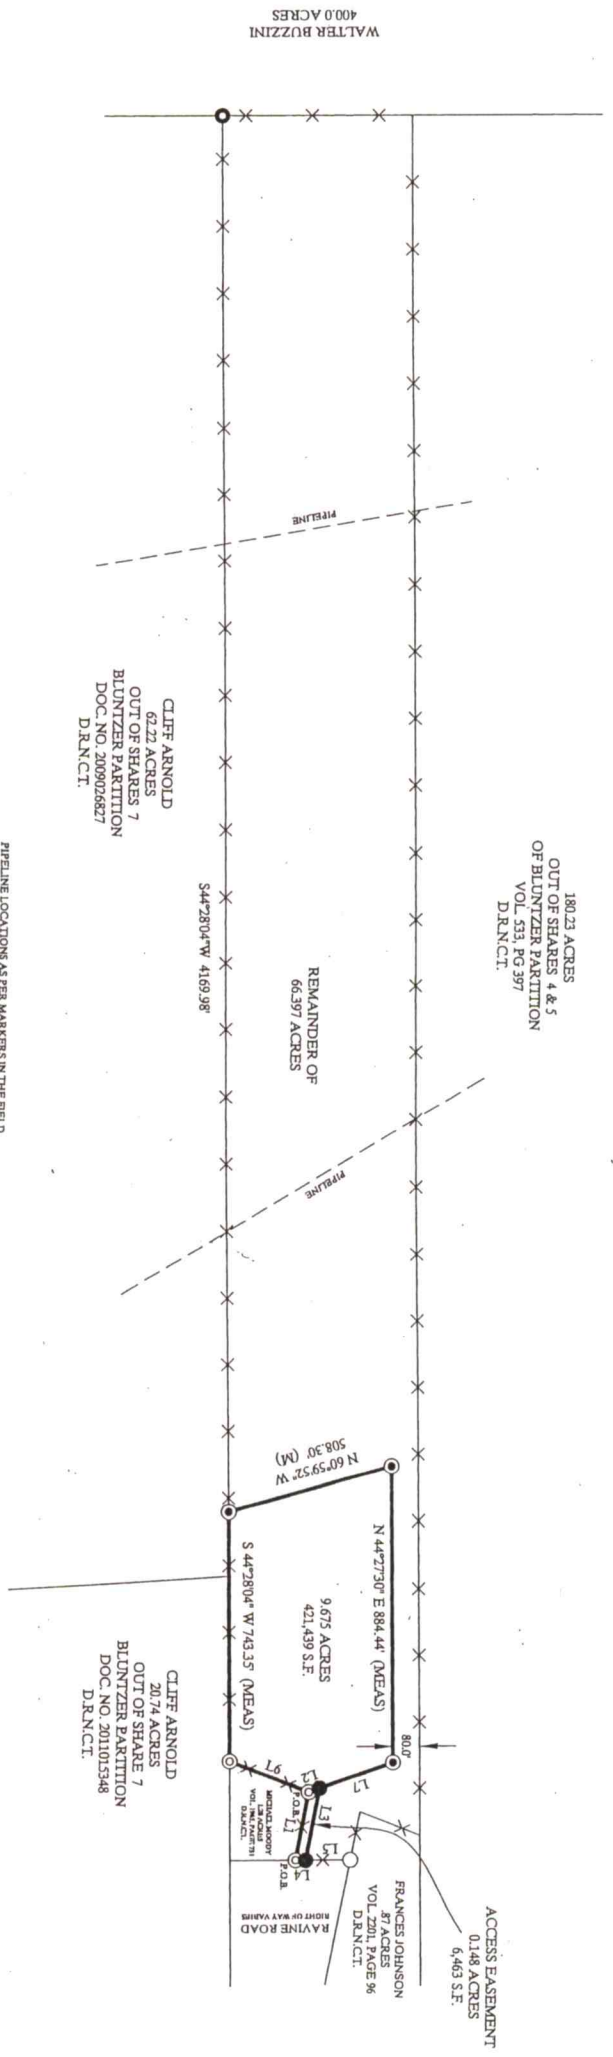 WALTER BUZZINI
400.0 ACRES
PIPELINE
CLIFF ARNOLD
62.22 ACRES
OUT OF SHARES 7
BLUNTZER PARTITION
DOC. NO. 2009026827
D.R.N.C.T.
180.23 ACRES
OUT OF SHARES 4 & 5
OF BLUNTZER PARTITION
VOL. 533, PG 397
D.R.N.C.T.
S44°28'04"W 4169.98'
REMAINDER OF
66.397 ACRES
PIPELINE LOCATIONS AS PER MARKERS IN THE FIELD
PIPELINE
N 60°59'52" W
508.30' (M)
N 44°27'30" E 884.44' (MEAS)
9.675 ACRES
421,439 S.F.
S 44°28'04" W 743.35' (MEAS)
80.0'
CLIFF ARNOLD
20.74 ACRES
OUT OF SHARE 7
BLUNTZER PARTITION
DOC. NO. 2011015348
D.R.N.C.T.
L6
L2
L7
P.O.B.
L1
L3
L5
L4
P.O.B.
MICHAEL MOODY
D.R.N.C.T.
RAVINE ROAD
RIGHT OF WAY VARIES
FRANCES JOHNSON
.87 ACRES
VOL. 2201, PAGE 96
D.R.N.C.T.
ACCESS EASEMENT
0.148 ACRES
6,463 S.F.